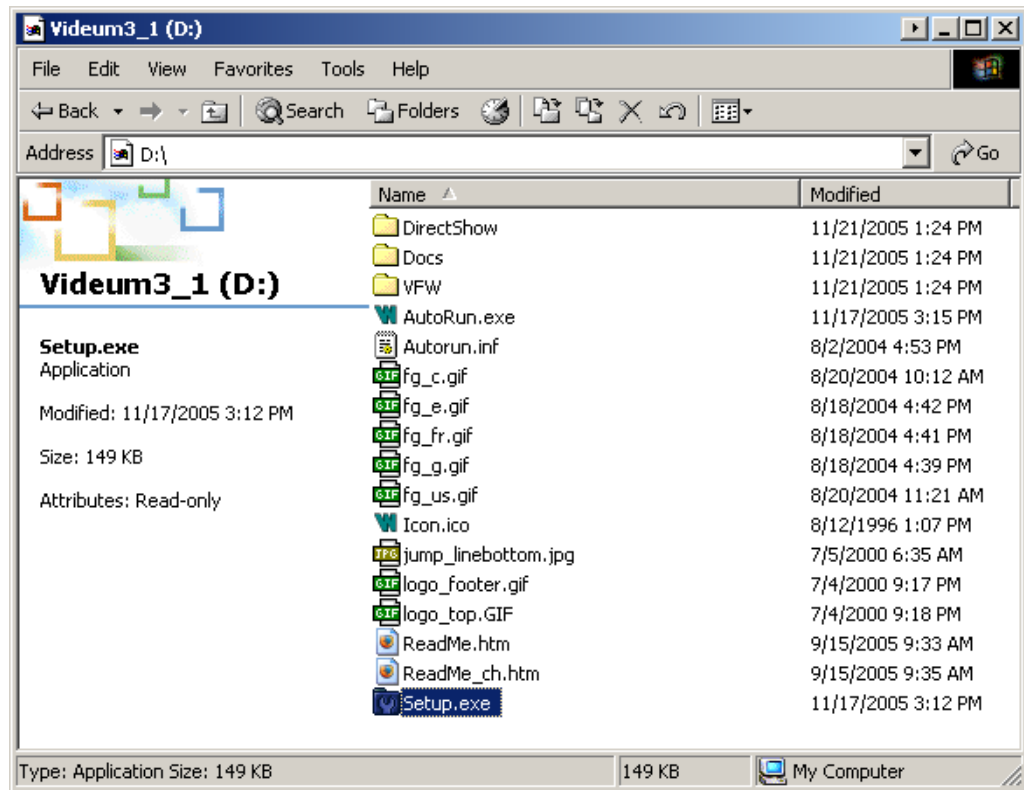 Videum3_1 (D:)
File Edit View Favorites Tools Help
Back Search Folders
Address D:\ Go
Name Modified
DirectShow 11/21/2005 1:24 PM
Docs 11/21/2005 1:24 PM
VFW 11/21/2005 1:24 PM
AutoRun.exe 11/17/2005 3:15 PM
Autorun.inf 8/2/2004 4:53 PM
GIF fg_c.gif 8/20/2004 10:12 AM
GIF fg_e.gif 8/18/2004 4:42 PM
GIF fg_fr.gif 8/18/2004 4:41 PM
GIF fg_g.gif 8/18/2004 4:39 PM
GIF fg_us.gif 8/20/2004 11:21 AM
Icon.ico 8/12/1996 1:07 PM
JPG jump_linebottom.jpg 7/5/2000 6:35 AM
GIF logo_footer.gif 7/4/2000 9:17 PM
GIF logo_top.GIF 7/4/2000 9:18 PM
ReadMe.htm 9/15/2005 9:33 AM
ReadMe_ch.htm 9/15/2005 9:35 AM
Setup.exe 11/17/2005 3:12 PM
Videum3_1 (D:)
Setup.exe
Application
Modified: 11/17/2005 3:12 PM
Size: 149 KB
Attributes: Read-only
Type: Application Size: 149 KB 149 KB My Computer